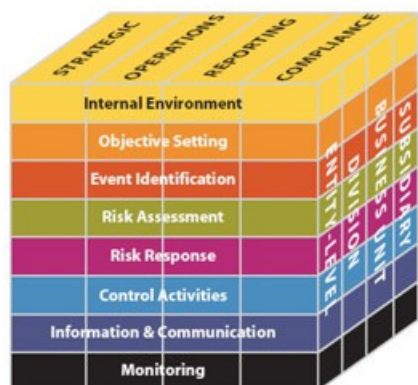 STRATEGIC
OPERATIONS
REPORTING
COMPLIANCE
Internal Environment
Objective Setting
Event Identification
Risk Assessment
Risk Response
Control Activities
Information & Communication
Monitoring
ENTITY-LEVEL
DIVISION
BUSINESS UNIT
SUBSIDIARY